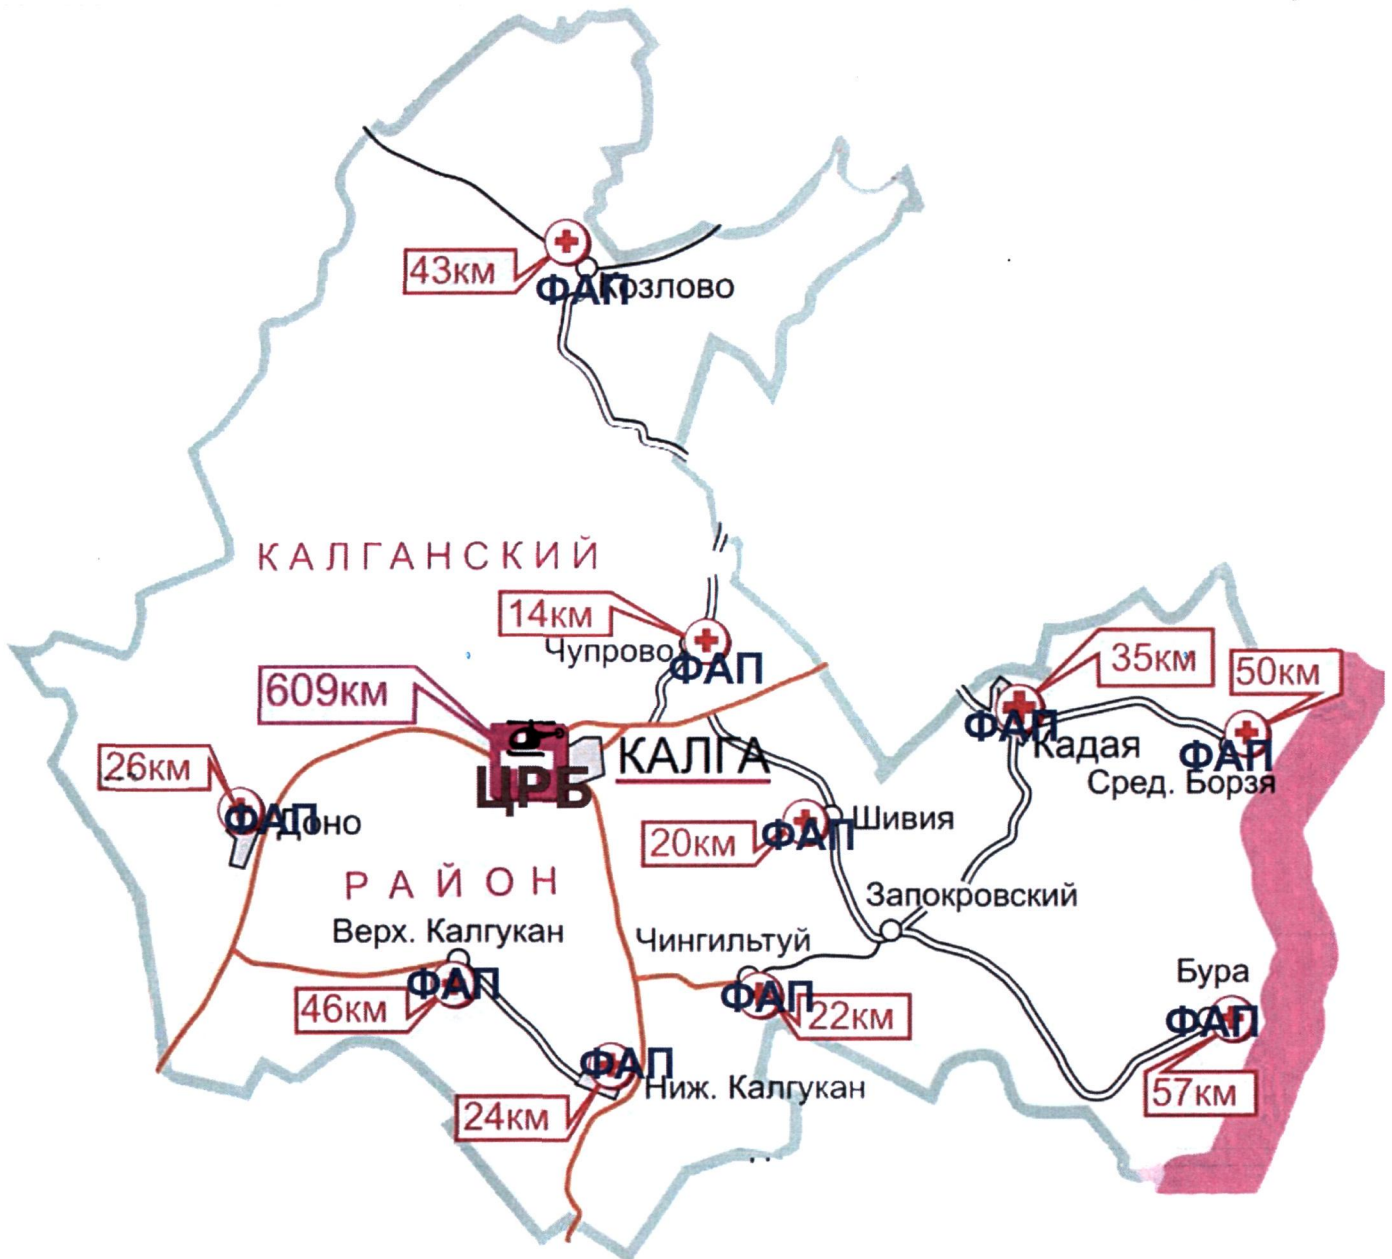 43км
ФАП Козлово
КАЛГАНСКИЙ
14км
Чупрово
ФАП
35км
50км
609км
ФАП
Кадая
ФАП
Сред. Борзя
КАЛГА
26км
ЦРБ
ФАП Доно
20км
ФАП
Шивия
РАЙОН
Запокровский
Верх. Калгукан
Чингильтуй
ФАП
46км
ФАП
22км
Бура
ФАП
ФАП
Ниж. Калгукан
24км
57км